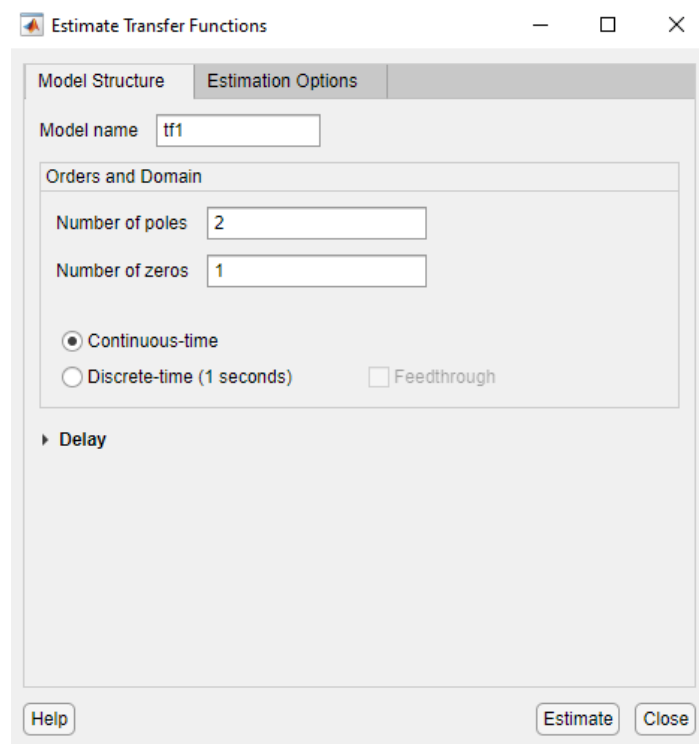 Estimate Transfer Functions
Model Structure Estimation Options
Model name tf1
Orders and Domain
Number of poles 2
Number of zeros 1
Continuous-time
Discrete-time (1 seconds) Feedthrough
Delay
Help Estimate Close